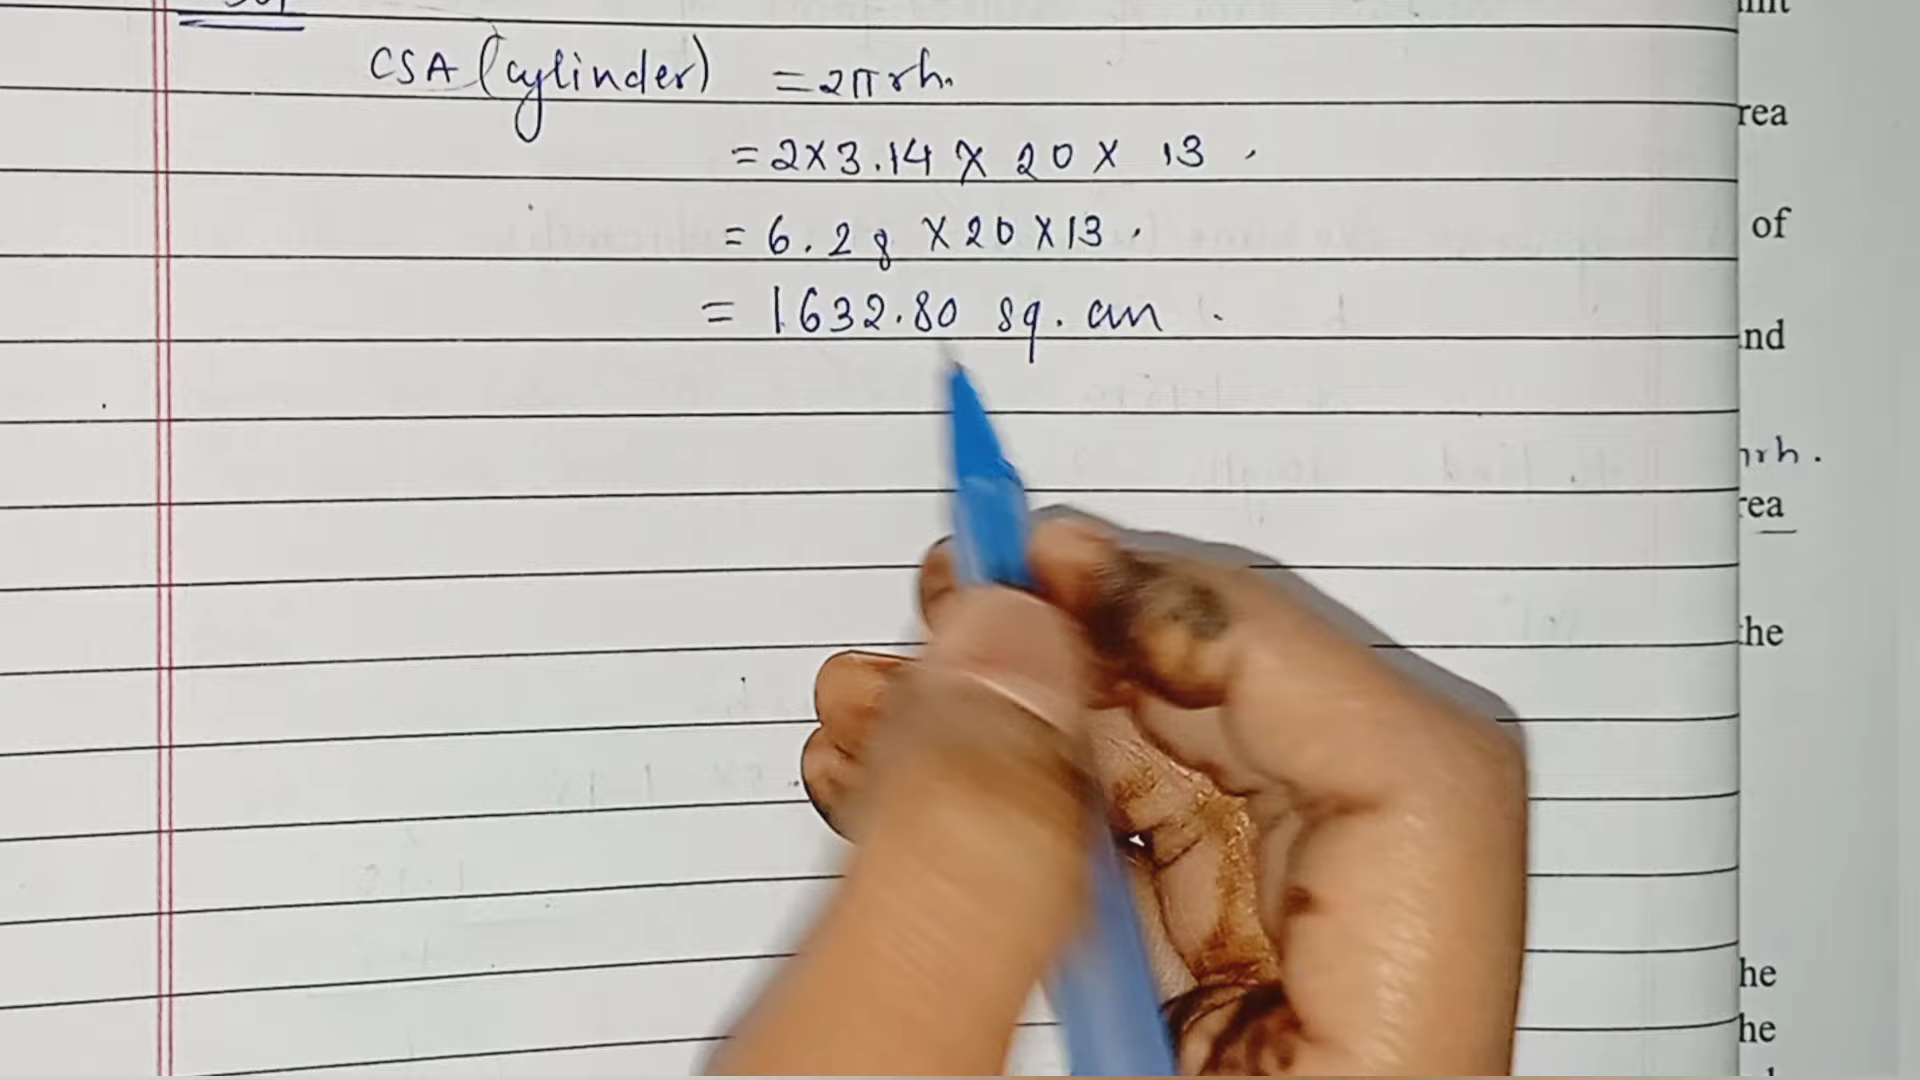 CSA (cylinder) = 2πrh.
= 2 x 3.14 x 20 x 13 .
= 6.28 x 20 x 13 .
= 1632.80 sq. cm .
rea
of
nd
rh .
rea
he
he
he